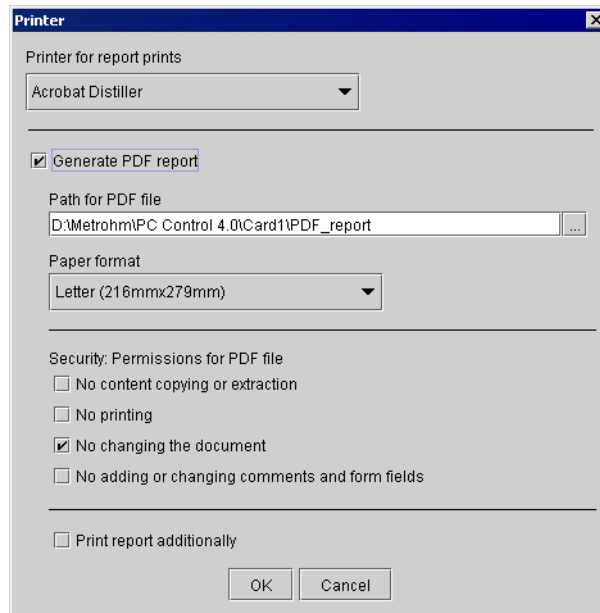 Printer
Printer for report prints
Acrobat Distiller
Generate PDF report
Path for PDF file
D:\Metrohm\PC Control 4.0\Card1\PDF_report
...
Paper format
Letter (216mmx279mm)
Security: Permissions for PDF file
No content copying or extraction
No printing
No changing the document
No adding or changing comments and form fields
Print report additionally
OK Cancel